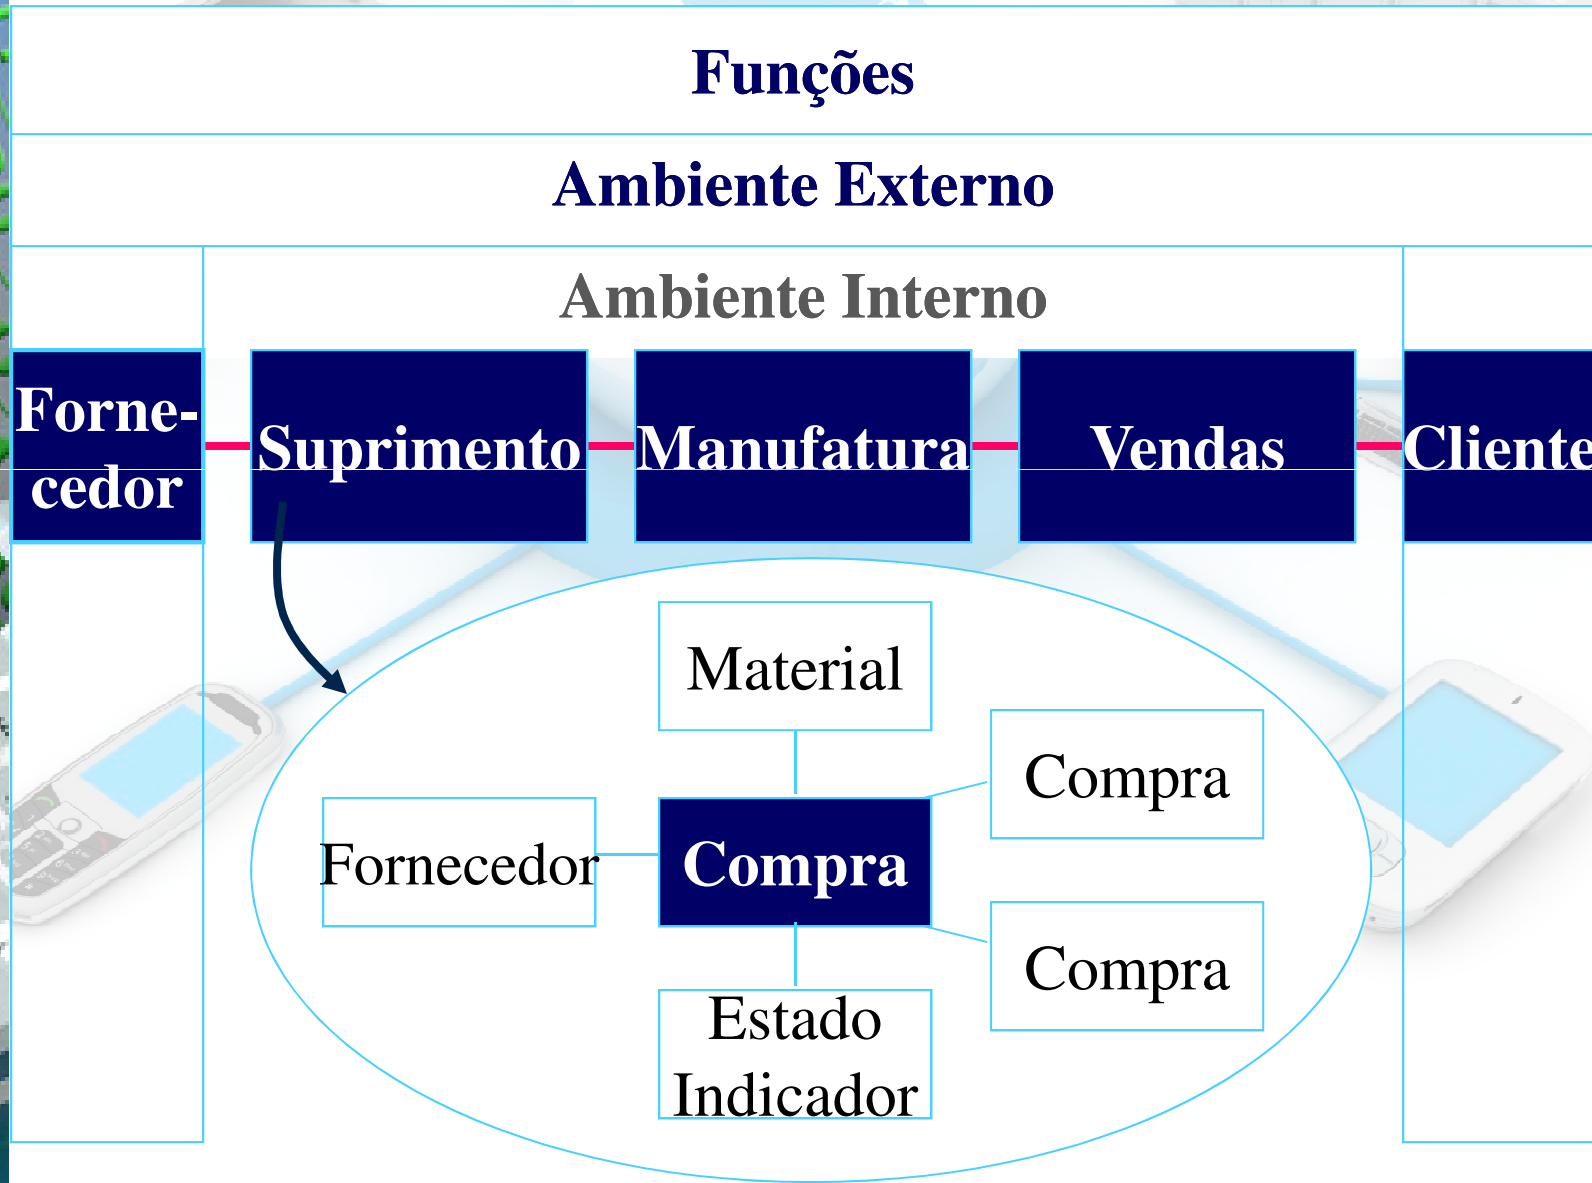 Funções
Ambiente Externo
Ambiente Interno
Forne-
cedor
Suprimento
Manufatura
Vendas
Cliente
Material
Compra
Fornecedor
Compra
Compra
Estado
Indicador